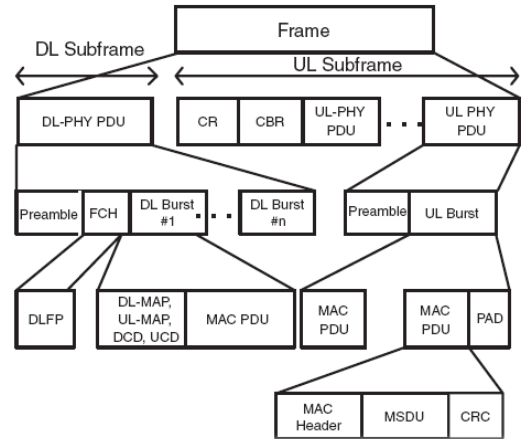 Frame
DL Subframe
UL Subframe
DL-PHY PDU
CR
CBR
UL-PHY
PDU
. . .
UL PHY
PDU
Preamble
FCH
DL Burst
#1
. . .
DL Burst
#n
Preamble
UL Burst
DLFP
DL-MAP,
UL-MAP,
DCD, UCD
MAC PDU
MAC
PDU
MAC
PDU
PAD
MAC
Header
MSDU
CRC